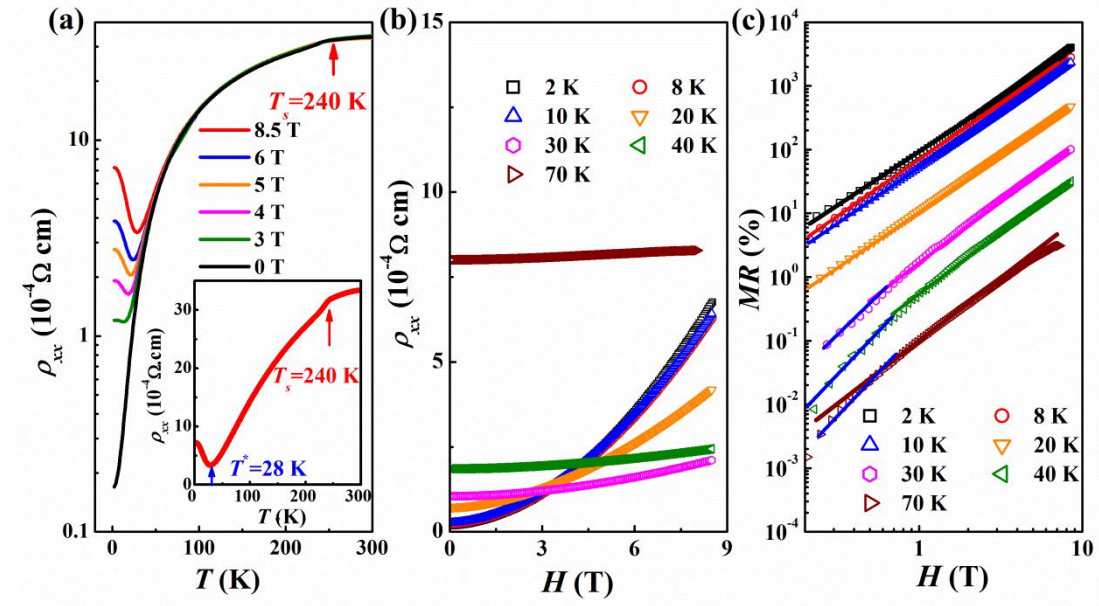 (a)
10
1
0.1
ρxx (10⁻⁴Ω cm)
Ts=240 K
8.5 T
6 T
5 T
4 T
3 T
0 T
30
20
10
0
ρxx (10⁻⁴Ω cm)
Ts=240 K
T*=28 K
0 100 200 300
T (K)
0 100 200 300
T (K)
(b)
15
10
5
0
ρxx (10⁻⁴Ω cm)
2 K 8 K
10 K 20 K
30 K 40 K
70 K
0 3 6 9
H (T)
(c)
10⁴
10³
10²
10¹
10⁰
10⁻¹
10⁻²
10⁻³
10⁻⁴
MR (%)
2 K 8 K
10 K 20 K
30 K 40 K
70 K
1 10
H (T)